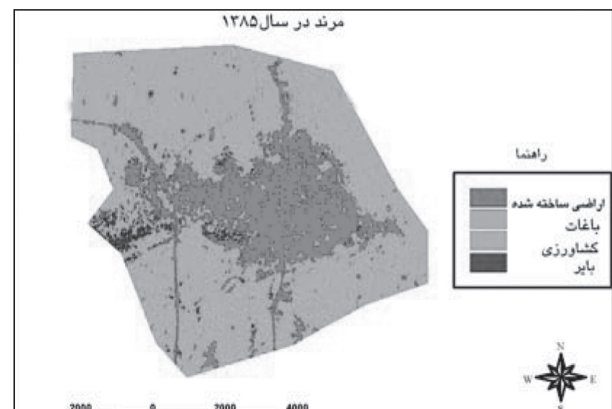 مرند در سال۱۳۸۵
راهنما
اراضی ساخته شده
باغات
کشاورزی
بایر
N
W E
S
2000 0 2000 4000